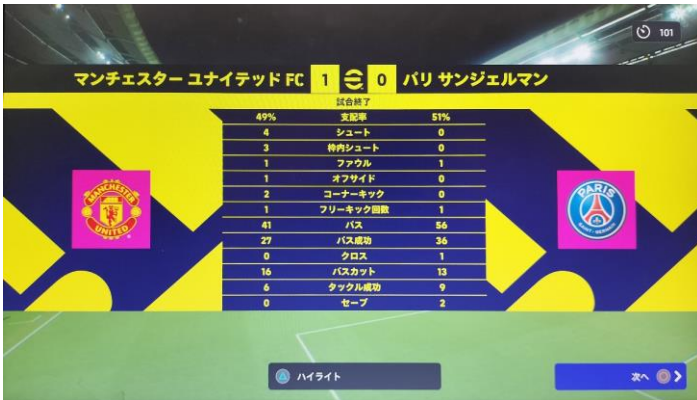 101
マンチェスター ユナイテッド FC 1 0 パリ サンジェルマン
試合終了
49% 支配率 51%
4 シュート 0
3 枠内シュート 0
1 ファウル 1
1 オフサイド 0
2 コーナーキック 0
1 フリーキック回数 1
41 パス 56
27 パス成功 36
0 クロス 1
16 パスカット 13
6 タックル成功 9
0 セーブ 2
MANCHESTER
UNITED
PARIS
SAINT-GERMAIN
ハイライト
次へ